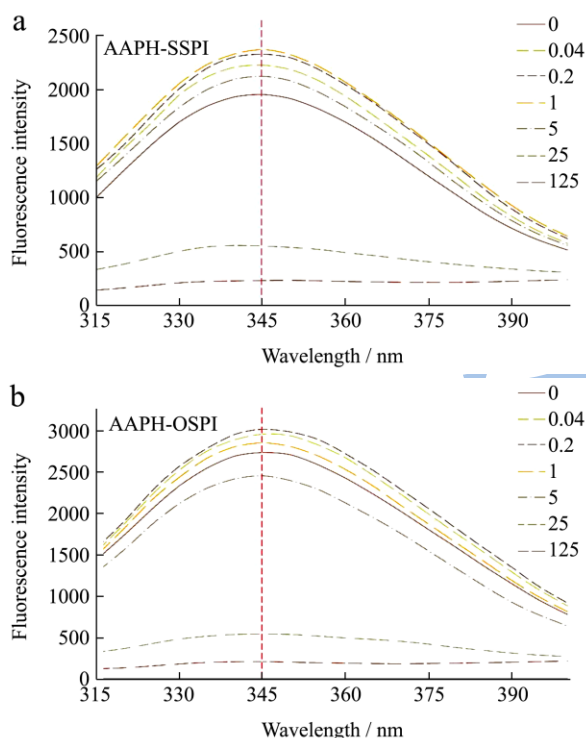 a
AAPH-SSPI
Fluorescence intensity
2500
2000
1500
1000
500
0
315 330 345 360 375 390
Wavelength / nm
0
0.04
0.2
1
5
25
125
b
AAPH-OSPI
Fluorescence intensity
3000
2500
2000
1500
1000
500
0
315 330 345 360 375 390
Wavelength / nm
0
0.04
0.2
1
5
25
125